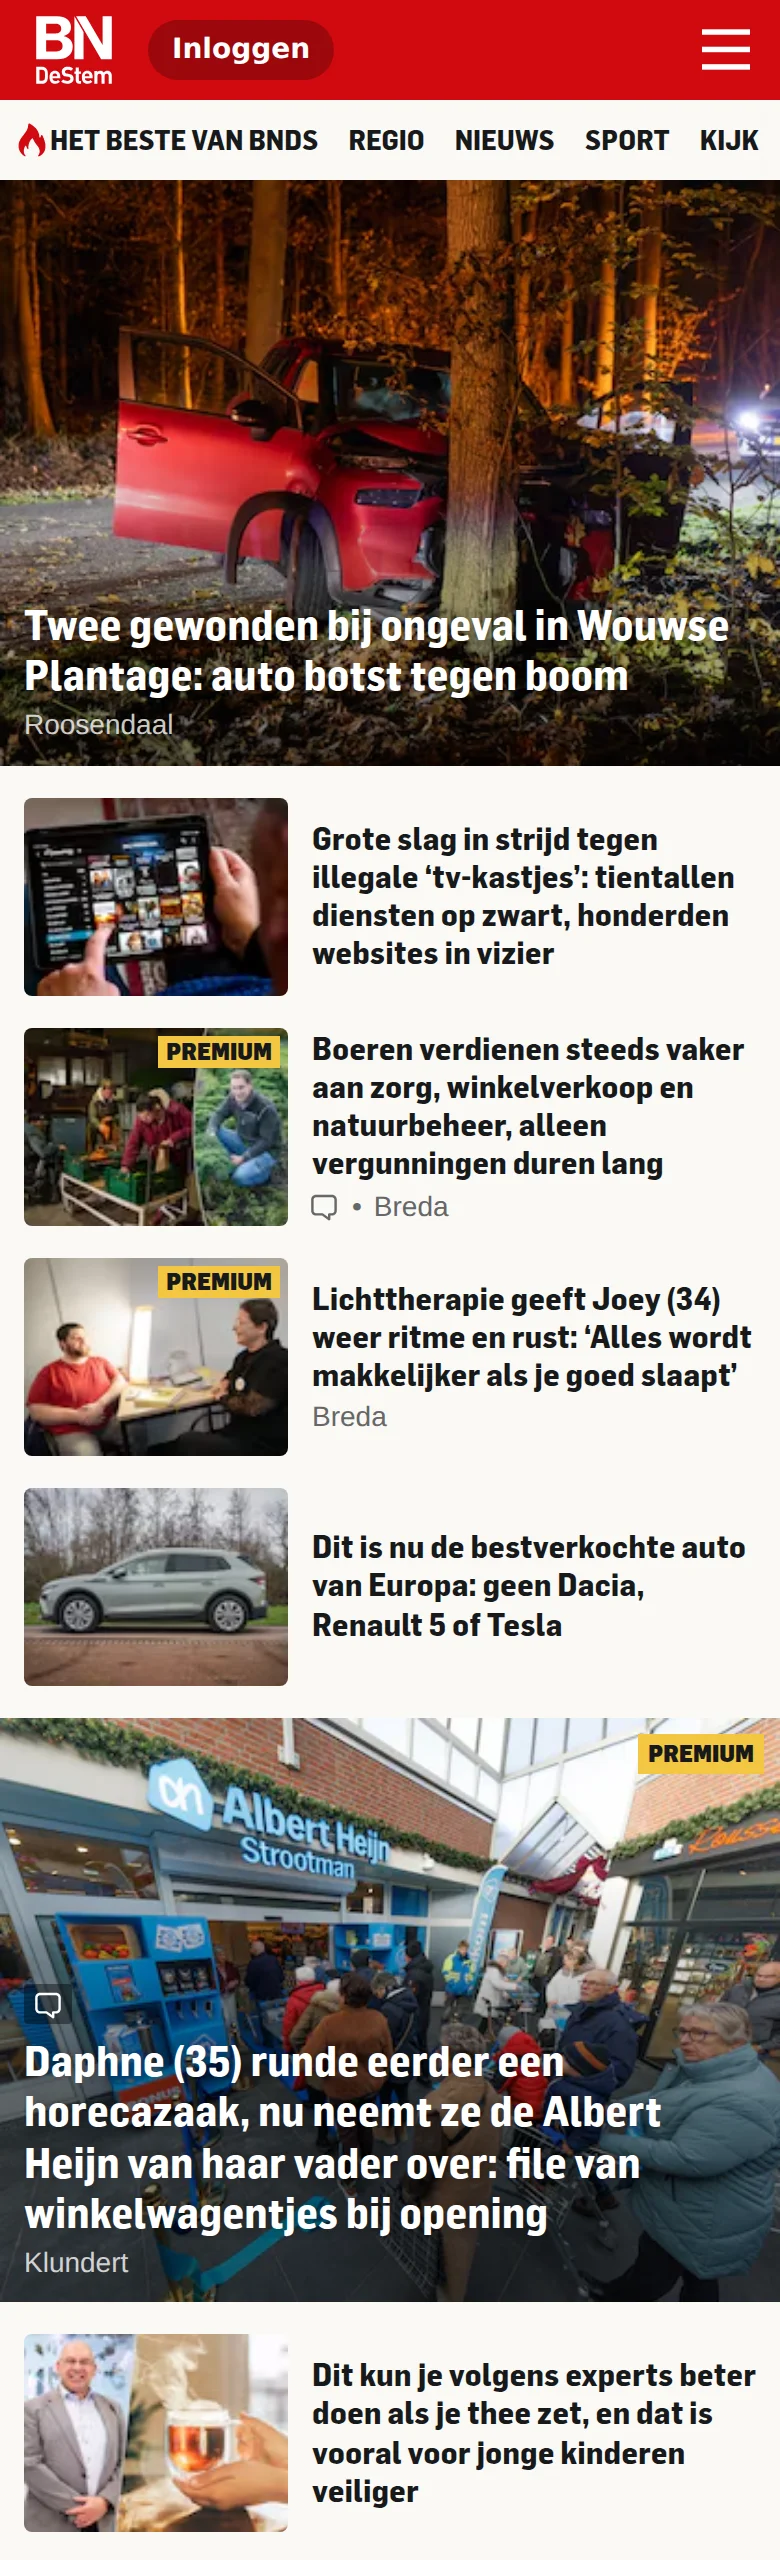 BN
DeStem
Inloggen
HET BESTE VAN BNDS REGIO NIEUWS SPORT KIJK
Twee gewonden bij ongeval in Wouwse
Plantage: auto botst tegen boom
Roosendaal
Grote slag in strijd tegen
illegale ‘tv-kastjes’: tientallen
diensten op zwart, honderden
websites in vizier
PREMIUM
Boeren verdienen steeds vaker
aan zorg, winkelverkoop en
natuurbeheer, alleen
vergunningen duren lang
• Breda
PREMIUM
Lichttherapie geeft Joey (34)
weer ritme en rust: ‘Alles wordt
makkelijker als je goed slaapt’
Breda
Dit is nu de bestverkochte auto
van Europa: geen Dacia,
Renault 5 of Tesla
PREMIUM
ah Albert Heijn
Strootman
Daphne (35) runde eerder een
horecazaak, nu neemt ze de Albert
Heijn van haar vader over: file van
winkelwagentjes bij opening
Klundert
Dit kun je volgens experts beter
doen als je thee zet, en dat is
vooral voor jonge kinderen
veiliger